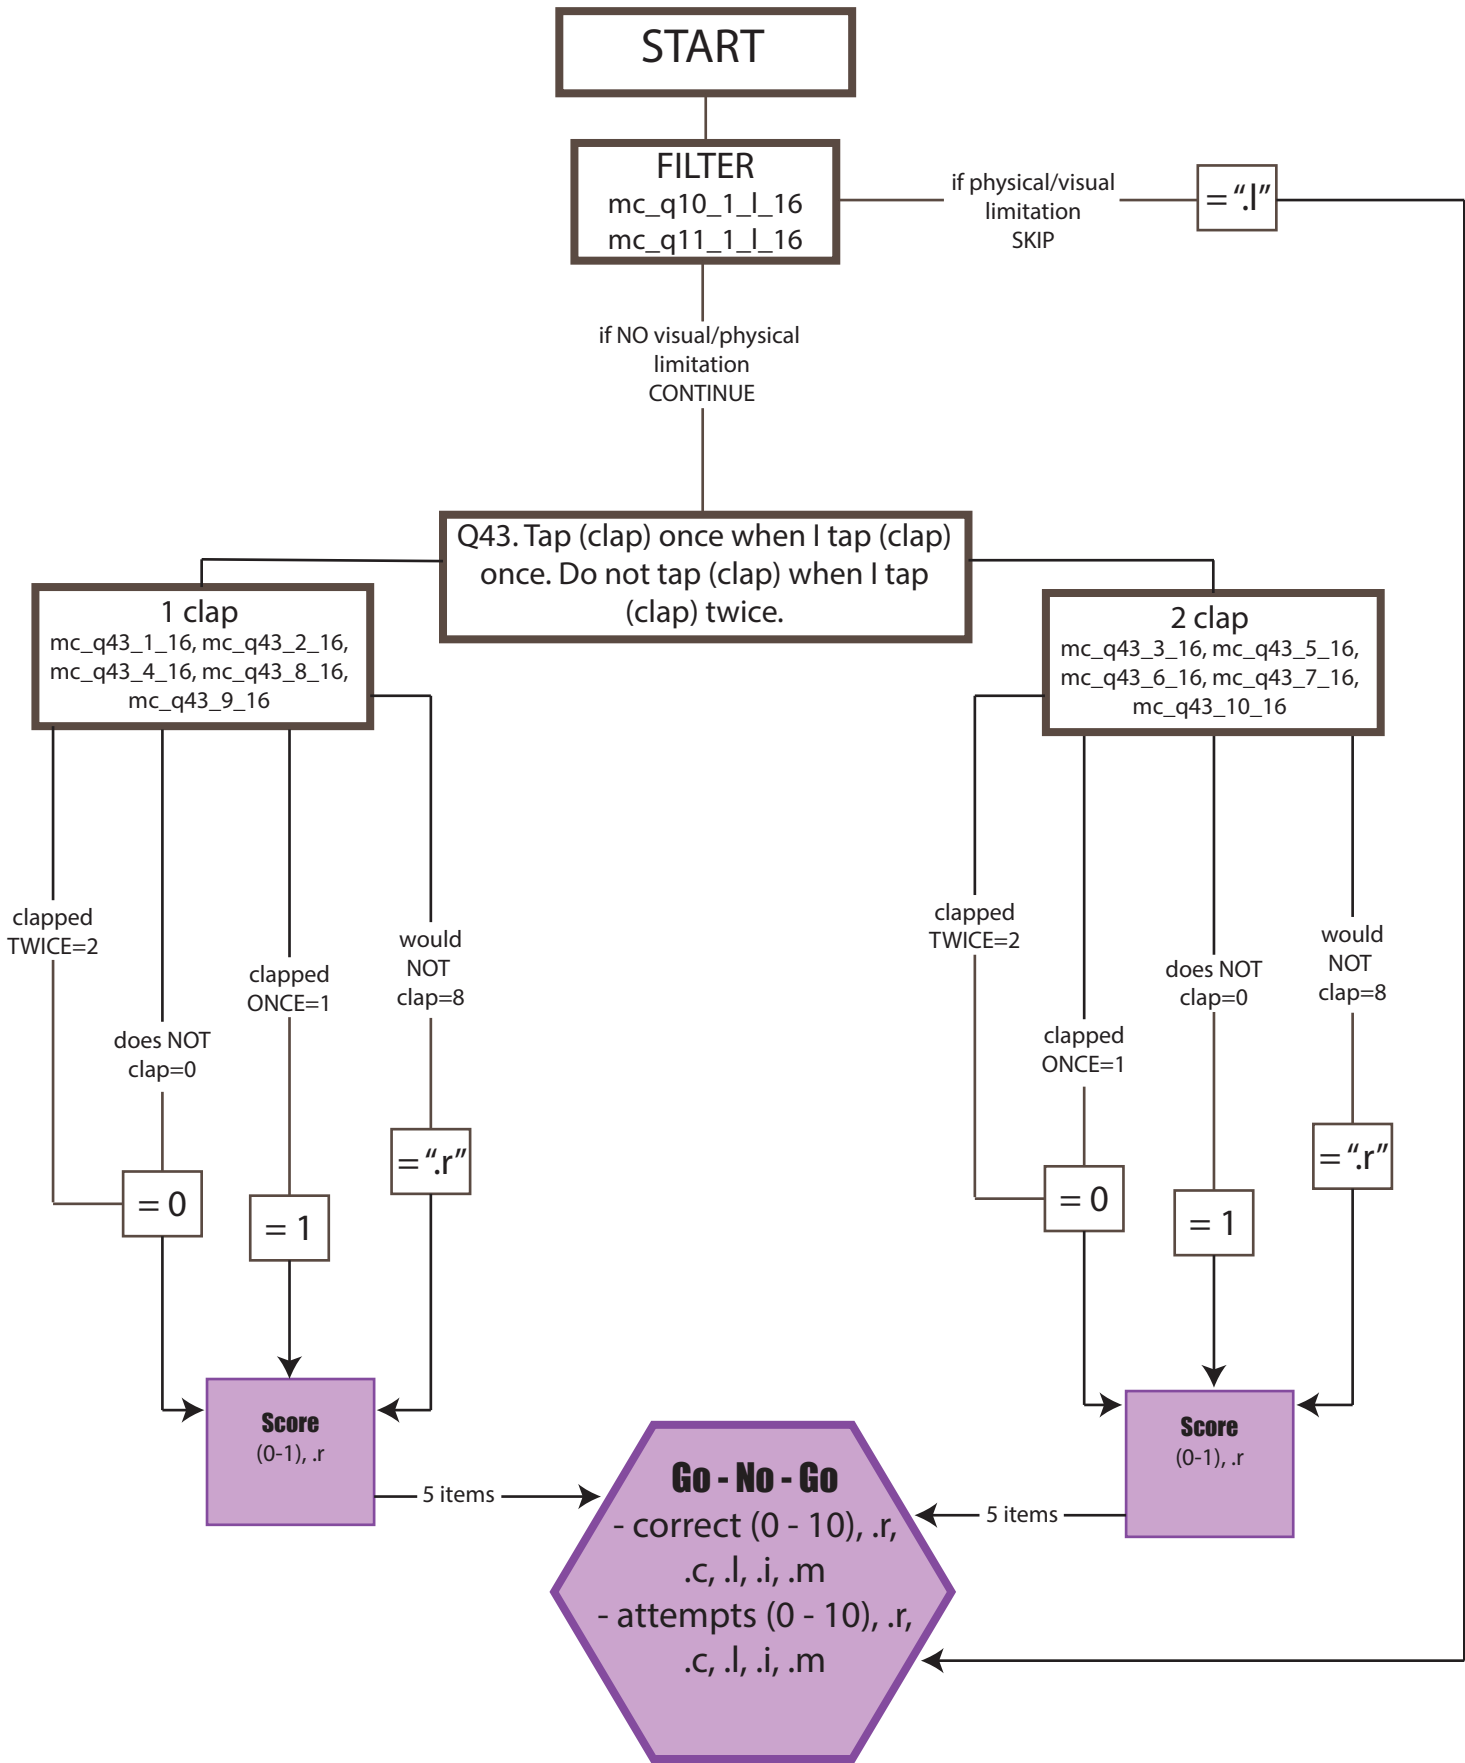 START
FILTER
mc_q10_1_l_16
mc_q11_1_l_16
if physical/visual
limitation
SKIP
= “.l”
if NO visual/physical
limitation
CONTINUE
Q43. Tap (clap) once when I tap (clap)
once. Do not tap (clap) when I tap
(clap) twice.
1 clap
mc_q43_1_16, mc_q43_2_16,
mc_q43_4_16, mc_q43_8_16,
mc_q43_9_16
2 clap
mc_q43_3_16, mc_q43_5_16,
mc_q43_6_16, mc_q43_7_16,
mc_q43_10_16
clapped
TWICE=2
does NOT
clap=0
clapped
ONCE=1
would
NOT
clap=8
= 0
= 1
= “.r”
clapped
TWICE=2
clapped
ONCE=1
does NOT
clap=0
would
NOT
clap=8
= 0
= 1
= “.r”
Score
(0-1), .r
5 items
Score
(0-1), .r
5 items
Go - No - Go
- correct (0 - 10), .r,
.c, .l, .i, .m
- attempts (0 - 10), .r,
.c, .l, .i, .m